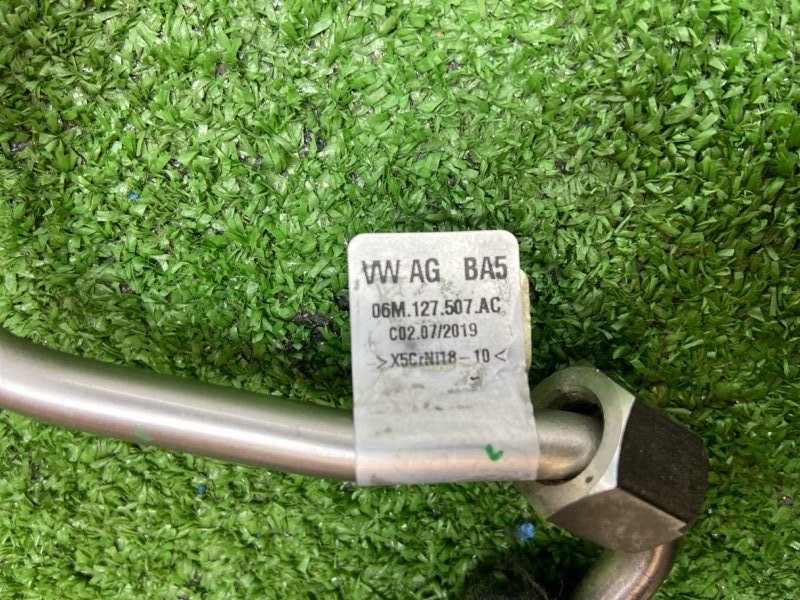 VW AG BA5
06M.127.507.AC
C02.07/2019
>X5CrNI18-10<